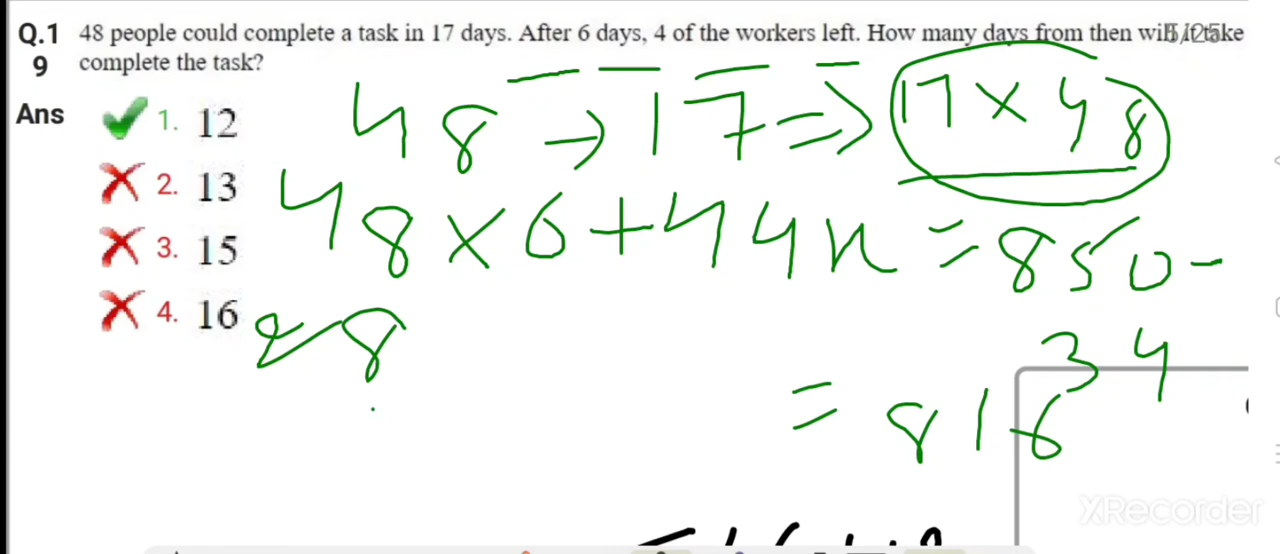 Q.1 48 people could complete a task in 17 days. After 6 days, 4 of the workers left. How many days from then will it take
9 complete the task?
Ans 1. 12
2. 13
3. 15
4. 16
48 → 17 ⇒ 17 × 48
48 × 6 + 44x = 850 -
34
= 816
288
XRecorder